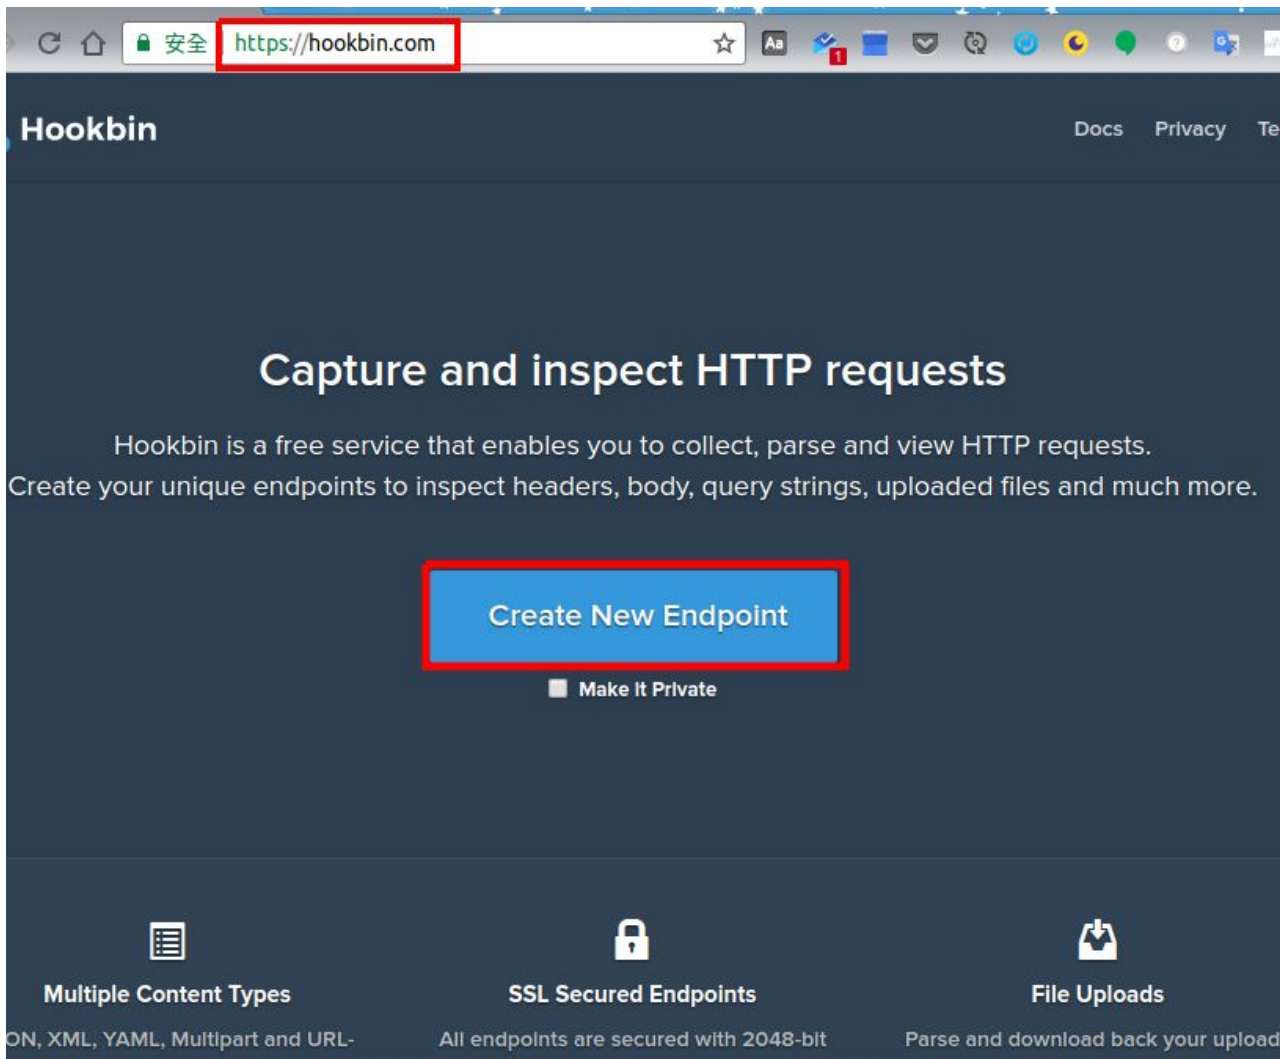 安全 https://hookbin.com
Aa
1
Hookbin
Docs Privacy Te
Capture and inspect HTTP requests
Hookbin is a free service that enables you to collect, parse and view HTTP requests.
Create your unique endpoints to inspect headers, body, query strings, uploaded files and much more.
Create New Endpoint
Make It Private
Multiple Content Types
SSL Secured Endpoints
File Uploads
ON, XML, YAML, Multipart and URL-
All endpoints are secured with 2048-bit
Parse and download back your upload